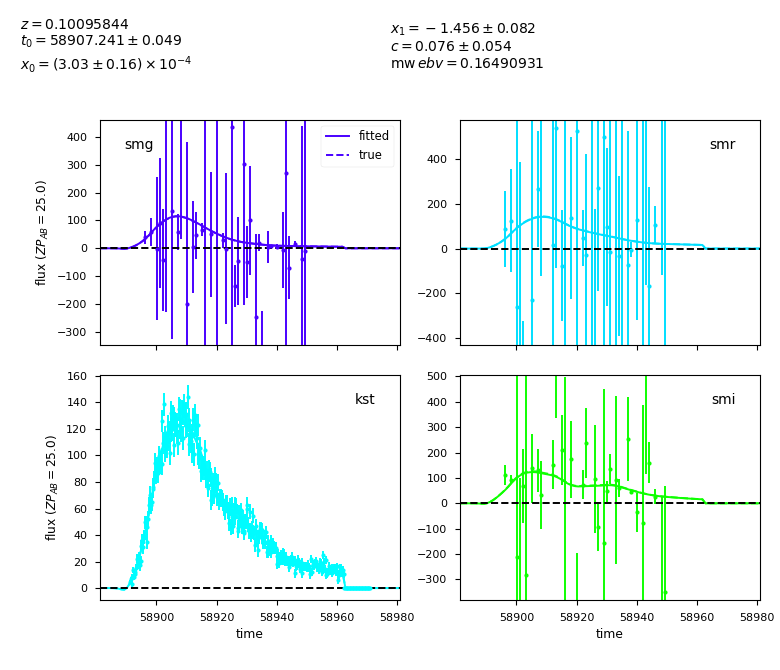 z = 0.10095844
t₀ = 58907.241 ± 0.049
x₀ = (3.03 ± 0.16) × 10⁻⁴
x₁ = −1.456 ± 0.082
c = 0.076 ± 0.054
mw ebv = 0.16490931
smg
fitted
true
400
300
200
100
0
−100
−200
−300
flux (ZP_AB = 25.0)
smr
400
200
0
−200
−400
kst
160
140
120
100
80
60
40
20
0
flux (ZP_AB = 25.0)
58900 58920 58940 58960 58980
time
smi
500
400
300
200
100
0
−100
−200
−300
58900 58920 58940 58960 58980
time